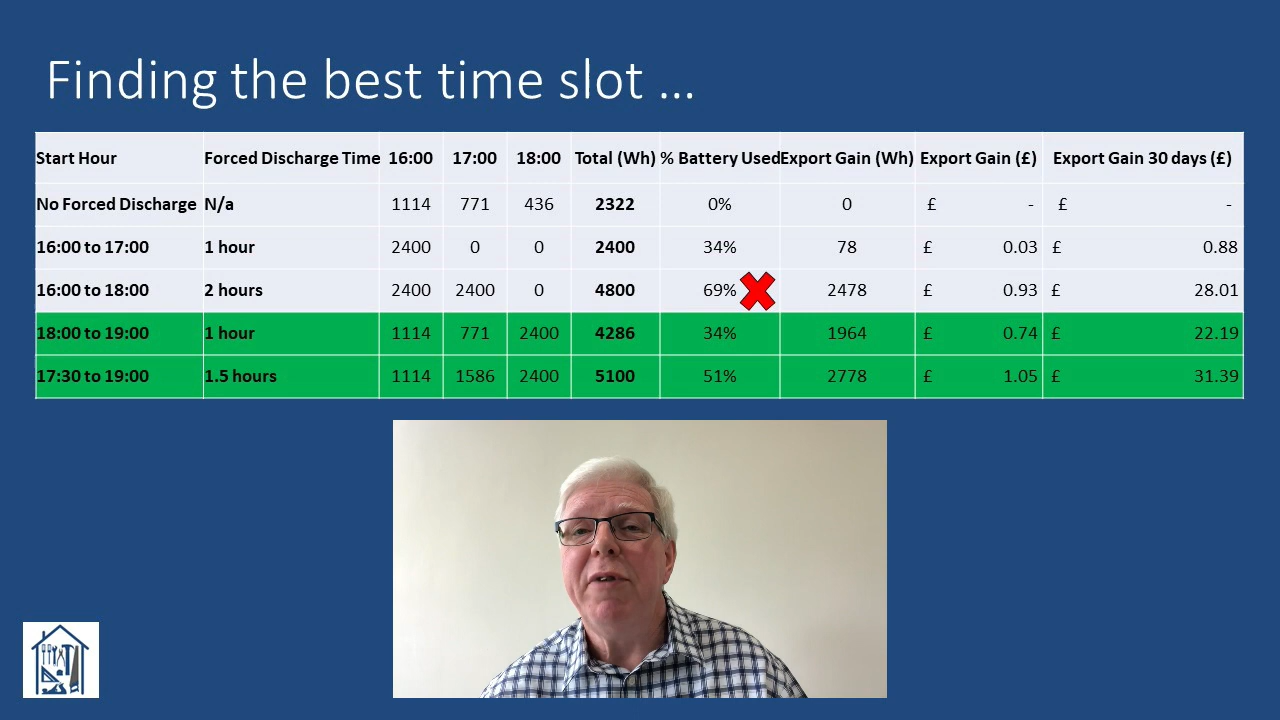 Finding the best time slot ...
Start Hour Forced Discharge Time 16:00 17:00 18:00 Total (Wh) % Battery Used Export Gain (Wh) Export Gain (£) Export Gain 30 days (£)
No Forced Discharge N/a 1114 771 436 2322 0% 0 £ - £ -
16:00 to 17:00 1 hour 2400 0 0 2400 34% 78 £ 0.03 £ 0.88
16:00 to 18:00 2 hours 2400 2400 0 4800 69% 2478 £ 0.93 £ 28.01
18:00 to 19:00 1 hour 1114 771 2400 4286 34% 1964 £ 0.74 £ 22.19
17:30 to 19:00 1.5 hours 1114 1586 2400 5100 51% 2778 £ 1.05 £ 31.39